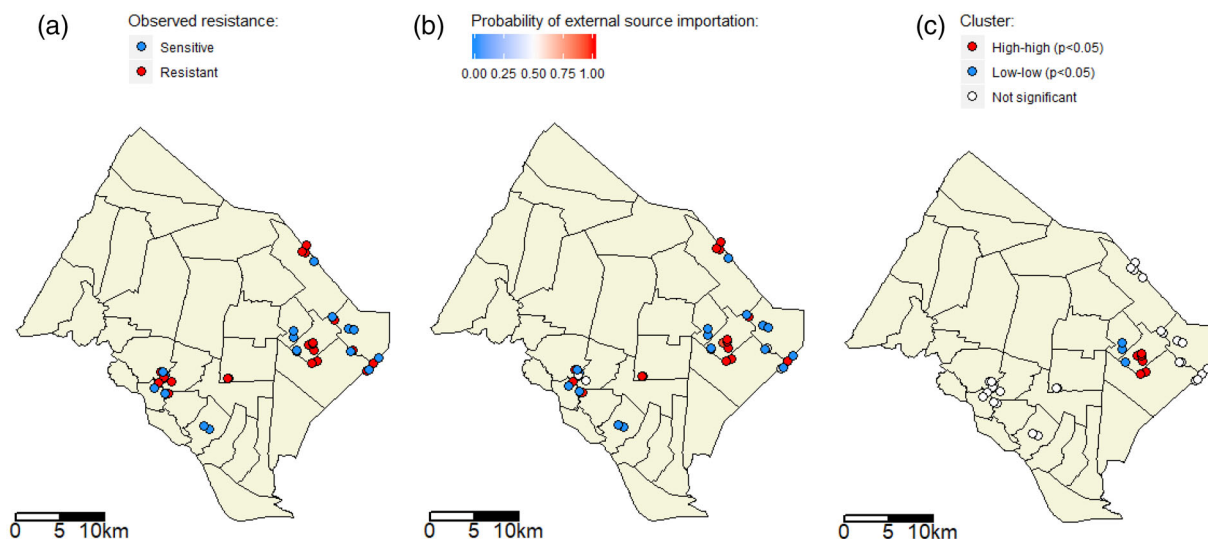 (a)
Observed resistance:
Sensitive
Resistant
0 5 10km
(b)
Probability of external source importation:
0.00 0.25 0.50 0.75 1.00
0 5 10km
(c)
Cluster:
High-high (p<0.05)
Low-low (p<0.05)
Not significant
0 5 10km